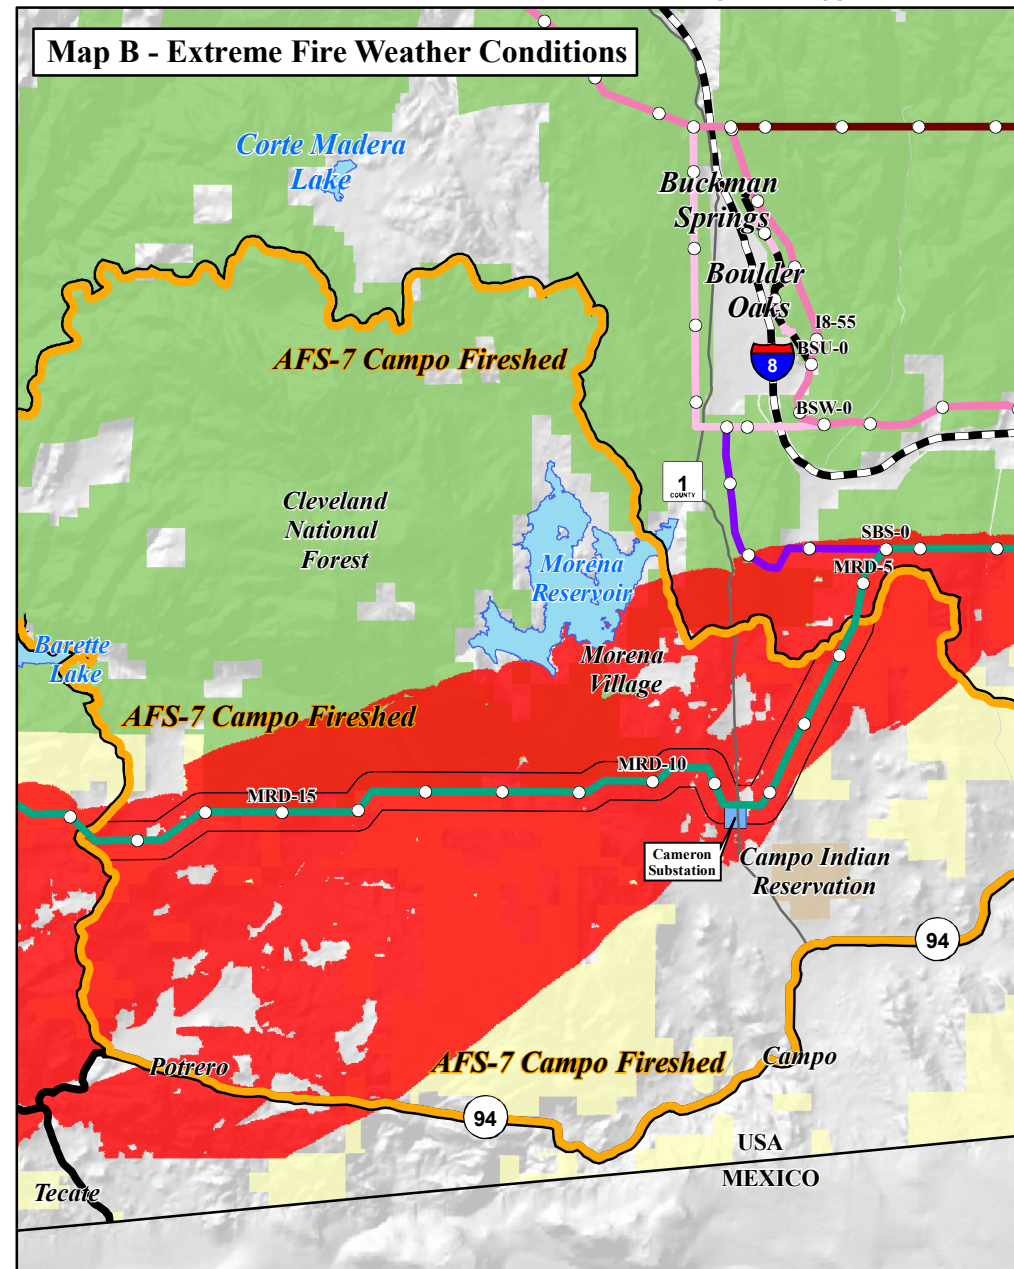 Map B - Extreme Fire Weather Conditions
Corte Madera
Lake
Buckman
Springs
Boulder
Oaks
I8-55
BSU-0
8
AFS-7 Campo Fireshed
BSW-0
1
COUNTY
Cleveland
National
Forest
SBS-0
Morena
Reservoir
MRD-5
Barette
Lake
Morena
Village
AFS-7 Campo Fireshed
MRD-10
MRD-15
Cameron
Substation
Campo Indian
Reservation
94
Potrero
AFS-7 Campo Fireshed
Campo
94
USA
MEXICO
Tecate